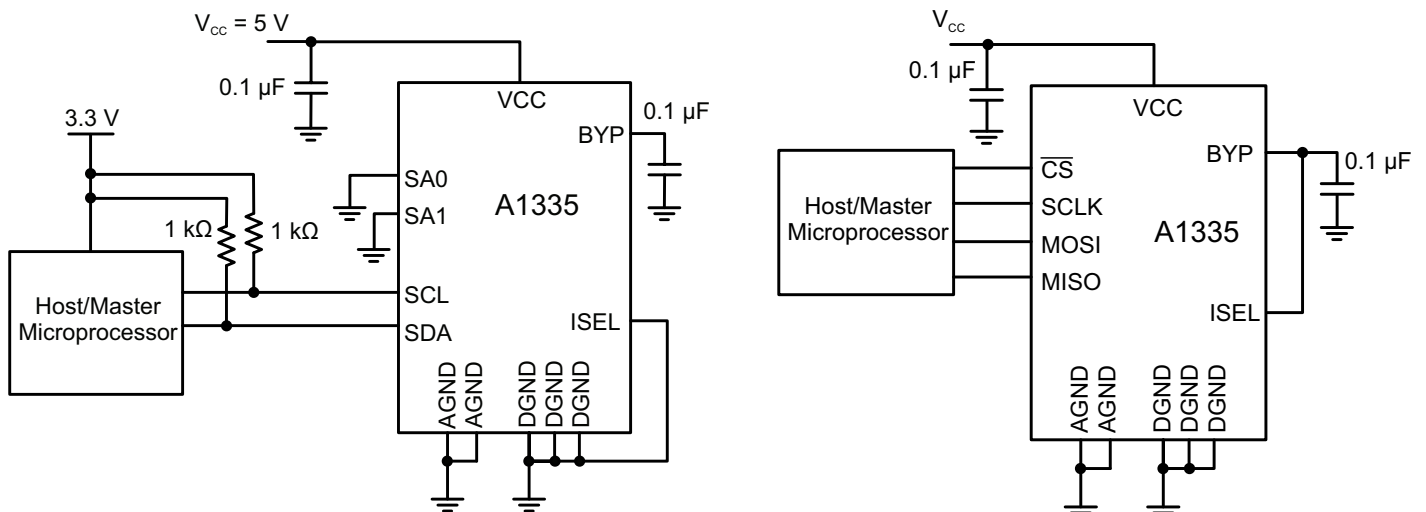 V_CC = 5 V
0.1 µF
3.3 V
1 kΩ
1 kΩ
Host/Master
Microprocessor
VCC
BYP
0.1 µF
SA0
SA1
A1335
SCL
SDA
ISEL
AGND
AGND
DGND
DGND
DGND
V_CC
0.1 µF
Host/Master
Microprocessor
VCC
BYP
0.1 µF
C̅S̅
SCLK
MOSI
MISO
A1335
ISEL
AGND
AGND
DGND
DGND
DGND